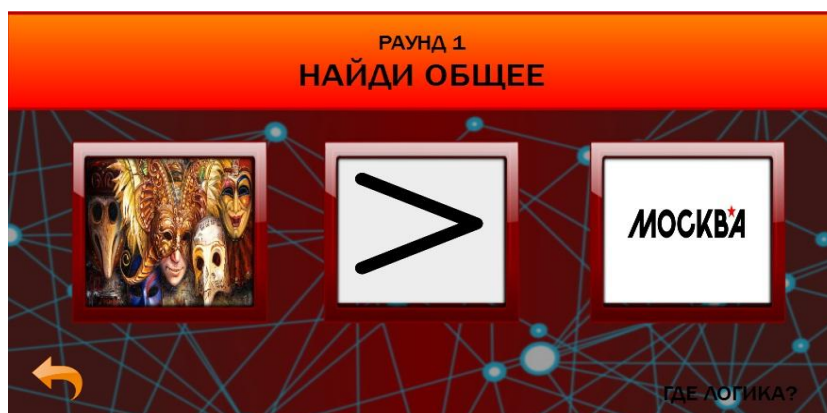 РАУНД 1
НАЙДИ ОБЩЕЕ
>
МОСКВА
ГДЕ ЛОГИКА?